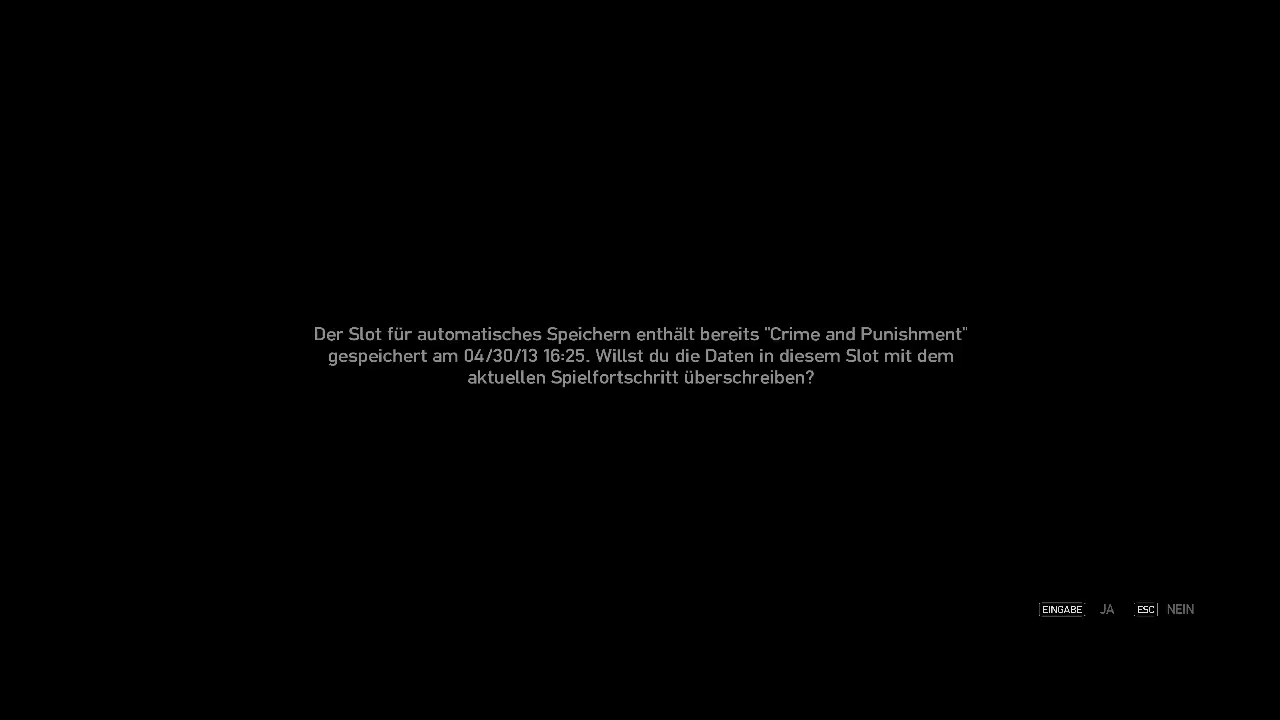 Der Slot für automatisches Speichern enthält bereits "Crime and Punishment"
gespeichert am 04/30/13 16:25. Willst du die Daten in diesem Slot mit dem
aktuellen Spielfortschritt überschreiben?
EINGABE JA ESC NEIN